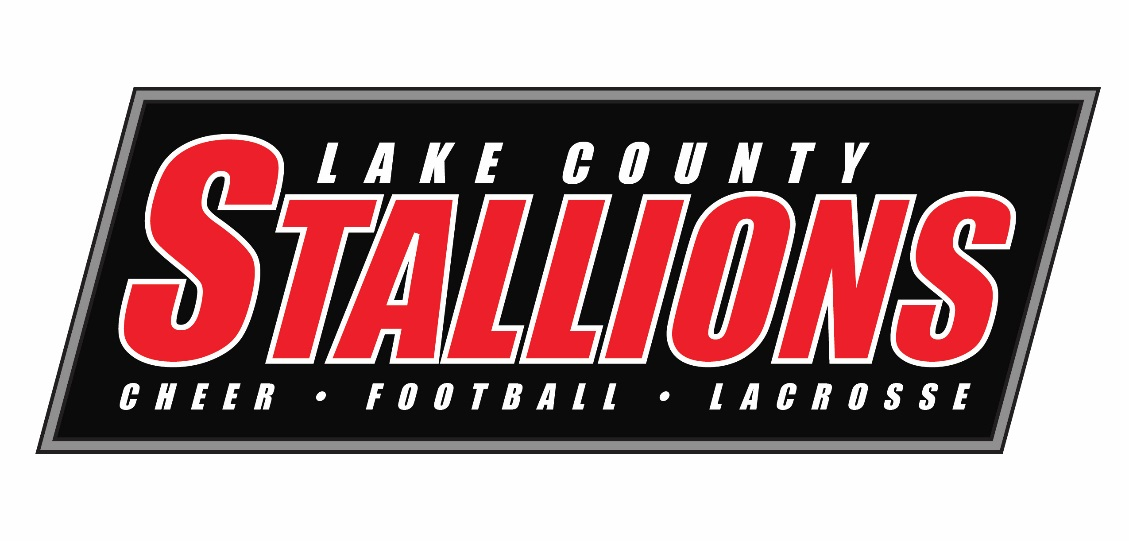 LAKE COUNTY
STALLIONS
CHEER • FOOTBALL • LACROSSE